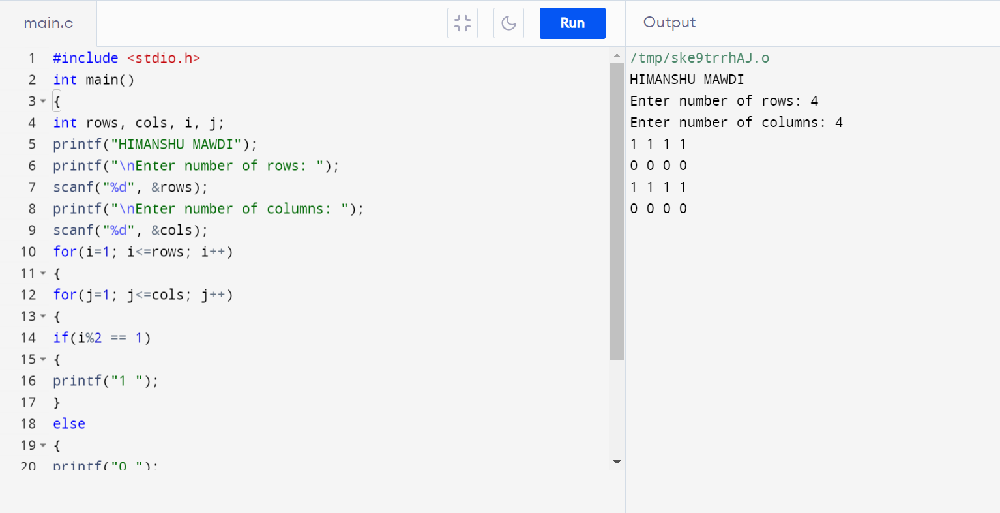 main.c
Run
Output
1 #include <stdio.h>
2 int main()
3 {
4 int rows, cols, i, j;
5 printf("HIMANSHU MAWDI");
6 printf("\nEnter number of rows: ");
7 scanf("%d", &rows);
8 printf("\nEnter number of columns: ");
9 scanf("%d", &cols);
10 for(i=1; i<=rows; i++)
11 {
12 for(j=1; j<=cols; j++)
13 {
14 if(i%2 == 1)
15 {
16 printf("1 ");
17 }
18 else
19 {
20 printf("0 ");
/tmp/ske9trrhAJ.o
HIMANSHU MAWDI
Enter number of rows: 4
Enter number of columns: 4
1 1 1 1
0 0 0 0
1 1 1 1
0 0 0 0